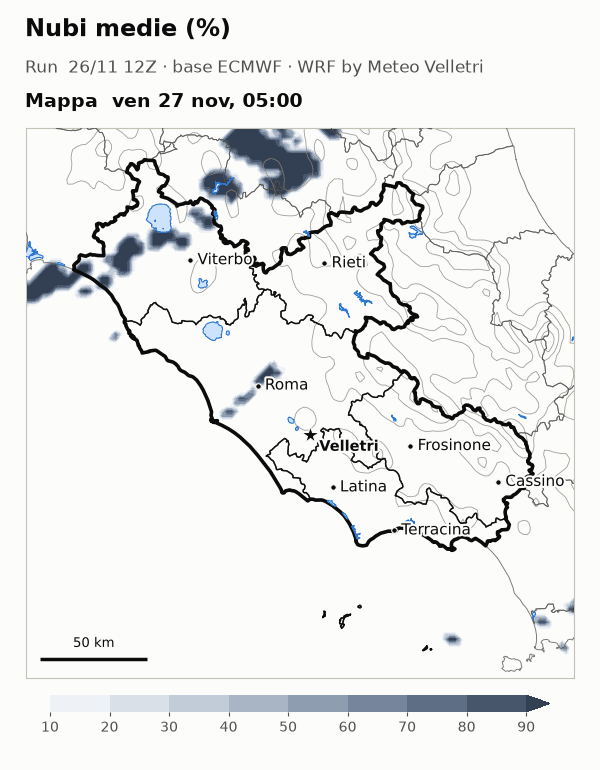 Nubi medie (%)
Run  26/11 12Z · base ECMWF · WRF by Meteo Velletri
Mappa  ven 27 nov, 05:00
Viterbo
Rieti
Roma
Velletri
Frosinone
Cassino
Latina
Terracina
50 km
10 20 30 40 50 60 70 80 90